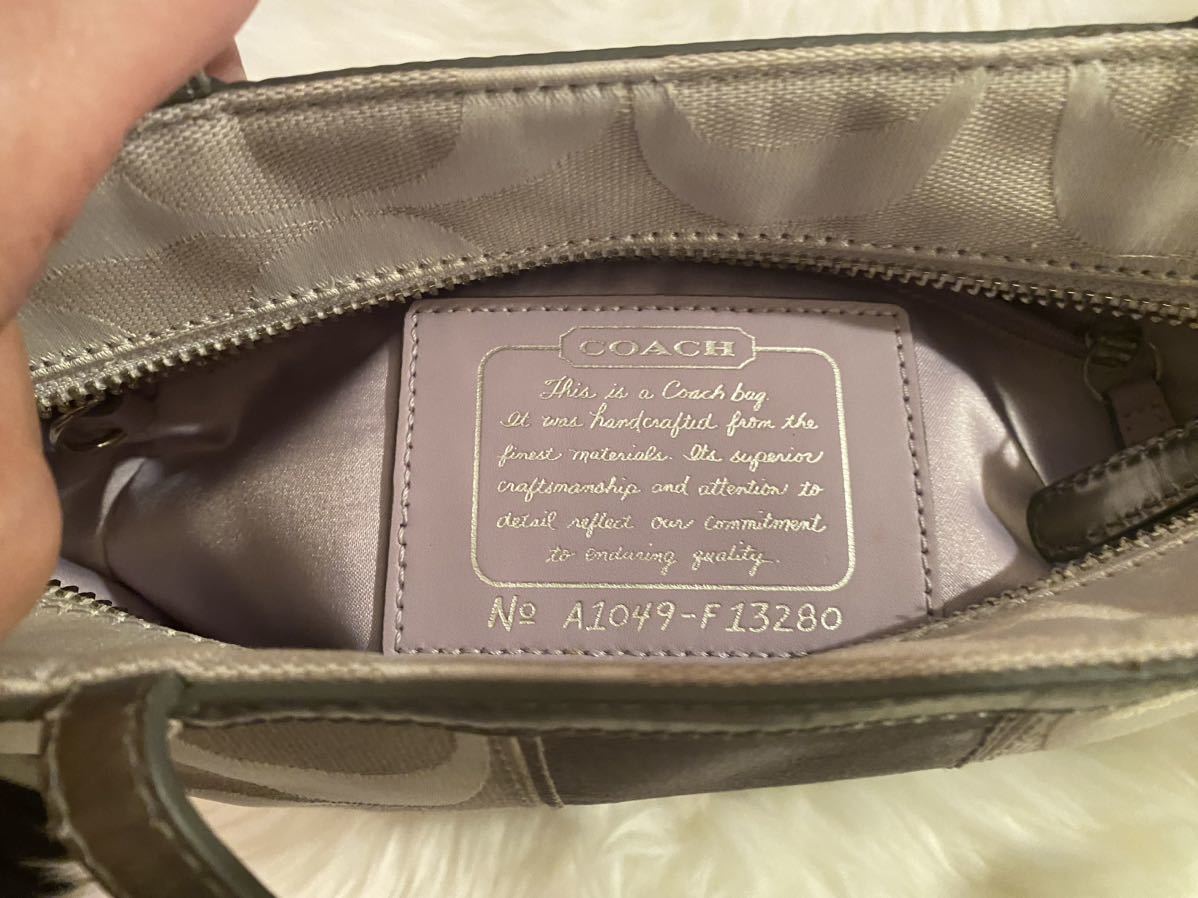 COACH
This is a Coach bag.
It was handcrafted from the
finest materials. Its superior
craftsmanship and attention to
detail reflect our commitment
to enduring quality.
Nº A1049-F13280